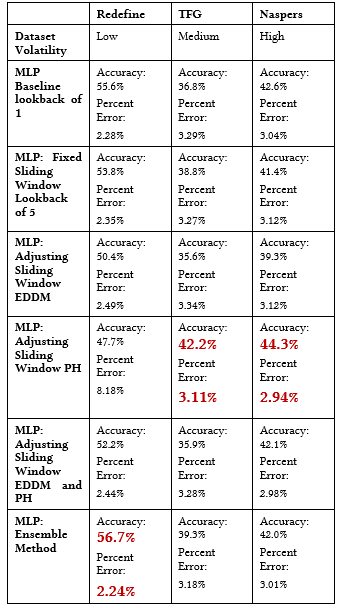 Redefine TFG Naspers
Dataset Low Medium High
Volatility
MLP Accuracy: Accuracy: Accuracy:
Baseline 55.6% 36.8% 42.6%
lookback of Percent Percent Percent
1 Error: Error: Error:
2.28% 3.29% 3.04%
MLP: Fixed Accuracy: Accuracy: Accuracy:
Sliding 53.8% 38.8% 41.4%
Window Percent Percent Percent
Lookback Error: Error: Error:
of 5 2.35% 3.27% 3.12%
MLP: Accuracy: Accuracy: Accuracy:
Adjusting 50.4% 35.6% 39.3%
Sliding Percent Percent Percent
Window Error: Error: Error:
EDDM 2.49% 3.34% 3.12%
MLP: Accuracy: Accuracy: Accuracy:
Adjusting 47.7% 42.2% 44.3%
Sliding Percent Percent Percent
Window PH Error: Error: Error:
8.18% 3.11% 2.94%
MLP: Accuracy: Accuracy: Accuracy:
Adjusting 52.2% 35.9% 42.1%
Sliding Percent Percent Percent
Window Error: Error: Error:
EDDM and 2.44% 3.28% 2.98%
PH
MLP: Accuracy: Accuracy: Accuracy:
Ensemble 56.7% 39.3% 42.0%
Method Percent Percent Percent
Error: Error: Error:
2.24% 3.18% 3.01%